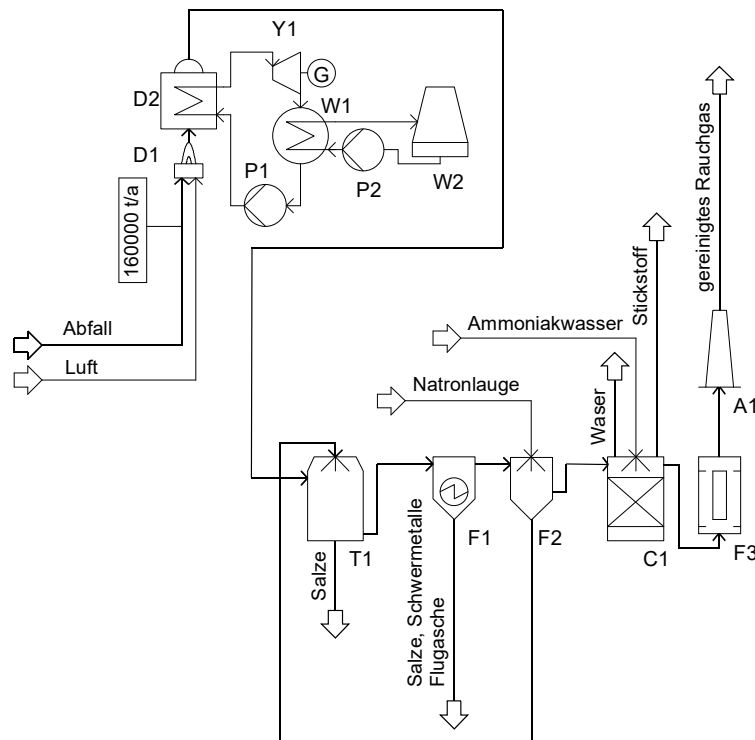 Y1
G
D2
W1
D1
P1
P2
W2
160000 t/a
Abfall
Luft
Ammoniakwasser
Natronlauge
Waser
Stickstoff
gereinigtes Rauchgas
A1
T1
F1
F2
C1
F3
Salze
Salze, Schwermetalle
Flugasche